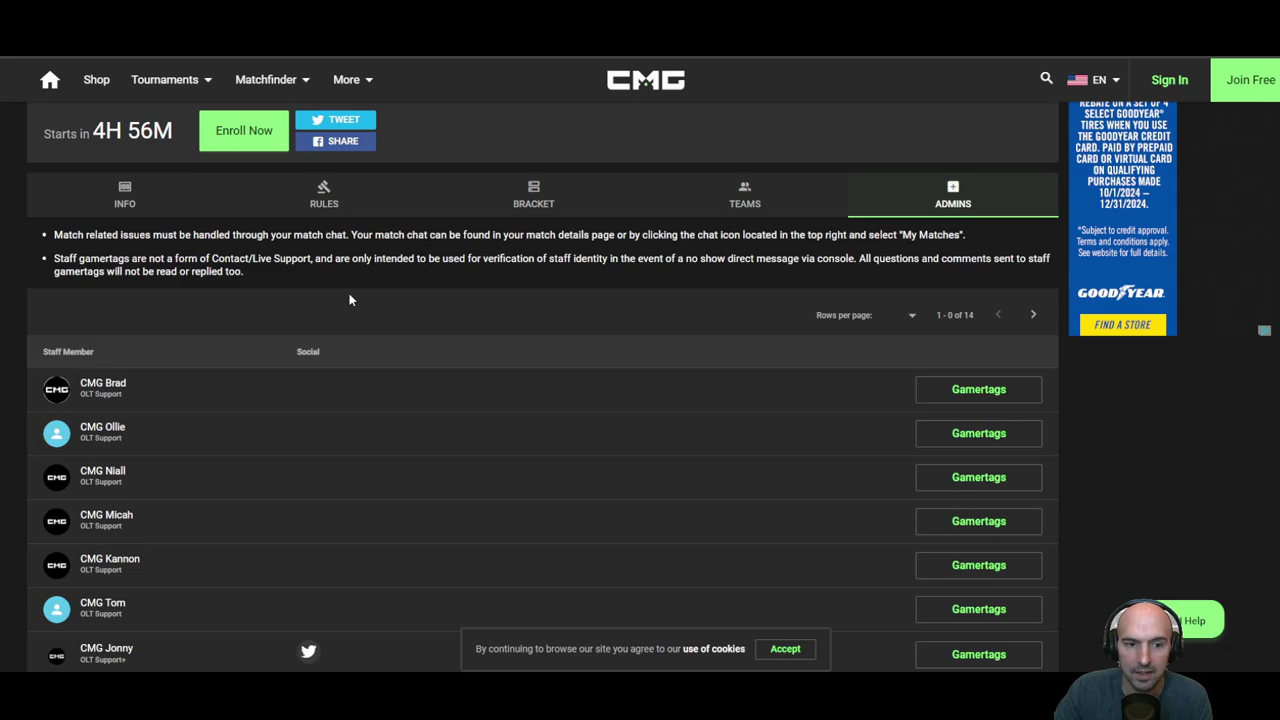 Shop
Tournaments
Matchfinder
More
CMG
EN
Sign In
Join Free
Starts in 4H 56M
Enroll Now
TWEET
SHARE
REBATE ON A SET OF 4
SELECT GOODYEAR®
TIRES WHEN YOU USE
THE GOODYEAR CREDIT
CARD. PAID BY PREPAID
CARD OR VIRTUAL CARD
ON QUALIFYING
PURCHASES MADE
10/1/2024 –
12/31/2024.
*Subject to credit approval.
Terms and conditions apply.
See website for full details.
GOODYEAR
FIND A STORE
INFO
RULES
BRACKET
TEAMS
ADMINS
Match related issues must be handled through your match chat. Your match chat can be found in your match details page or by clicking the chat icon located in the top right and select "My Matches".
Staff gamertags are not a form of Contact/Live Support, and are only intended to be used for verification of staff identity in the event of a no show direct message via console. All questions and comments sent to staff
gamertags will not be read or replied too.
Rows per page:
1 - 0 of 14
Staff Member
Social
CMG
CMG Brad
OLT Support
Gamertags
CMG Ollie
OLT Support
Gamertags
CMG
CMG Niall
OLT Support
Gamertags
CMG
CMG Micah
OLT Support
Gamertags
CMG
CMG Kannon
OLT Support
Gamertags
CMG Tom
OLT Support
Gamertags
CMG
CMG Jonny
OLT Support+
Gamertags
By continuing to browse our site you agree to our use of cookies
Accept
Help